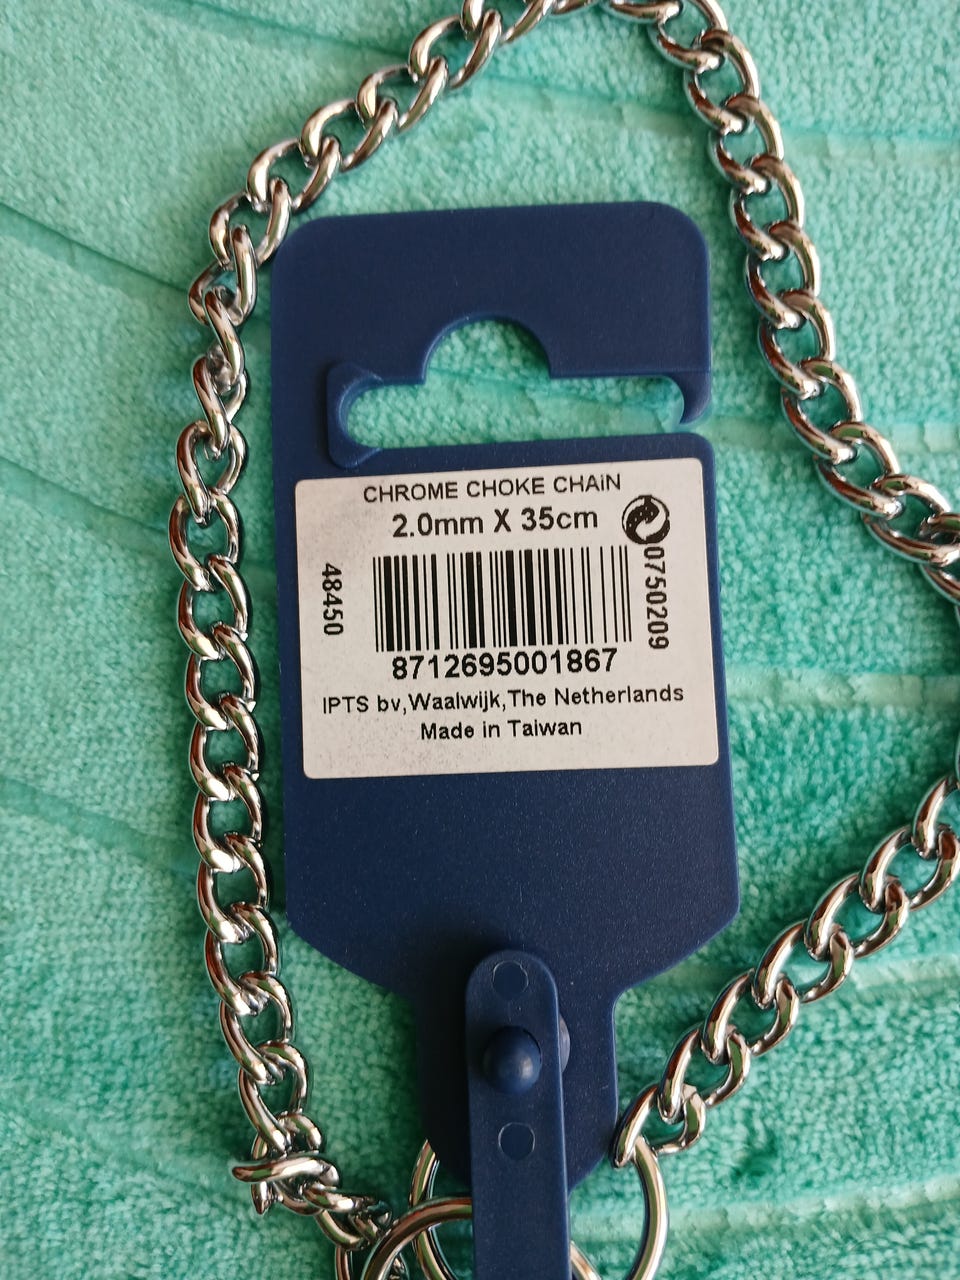 CHROME CHOKE CHAiN
2.0mm X 35cm
48450
0750209
8712695001867
IPTS bv,Waalwijk,The Netherlands
Made in Taiwan